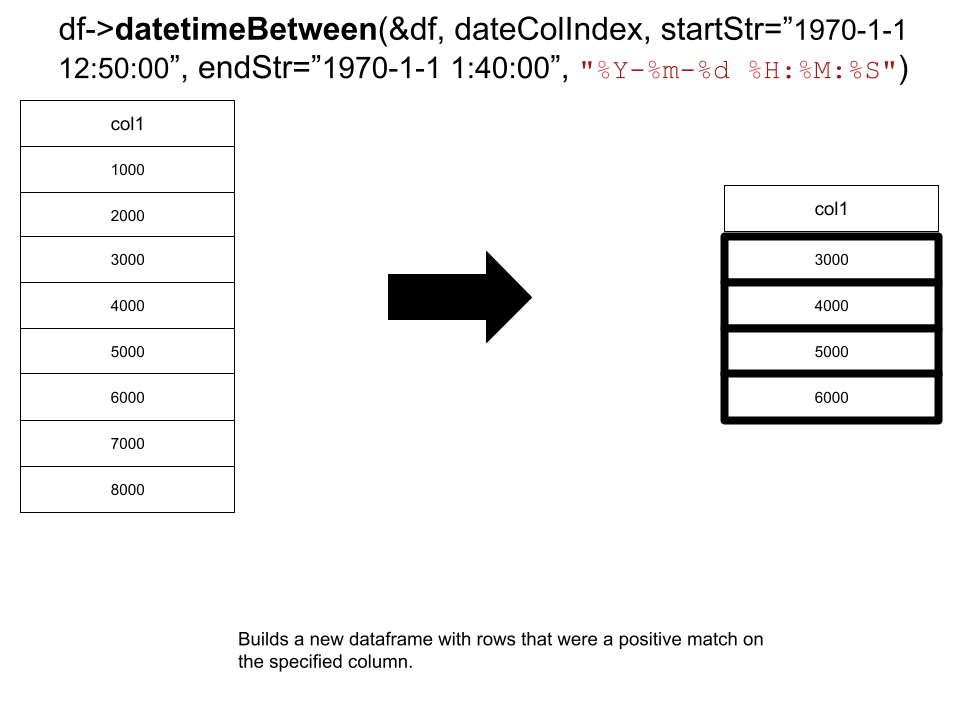 df->datetimeBetween(&df, dateColIndex, startStr=”1970-1-1
12:50:00”, endStr=”1970-1-1 1:40:00”, "%Y-%m-%d %H:%M:%S")
col1
1000
2000
3000
4000
5000
6000
7000
8000
col1
3000
4000
5000
6000
Builds a new dataframe with rows that were a positive match on
the specified column.